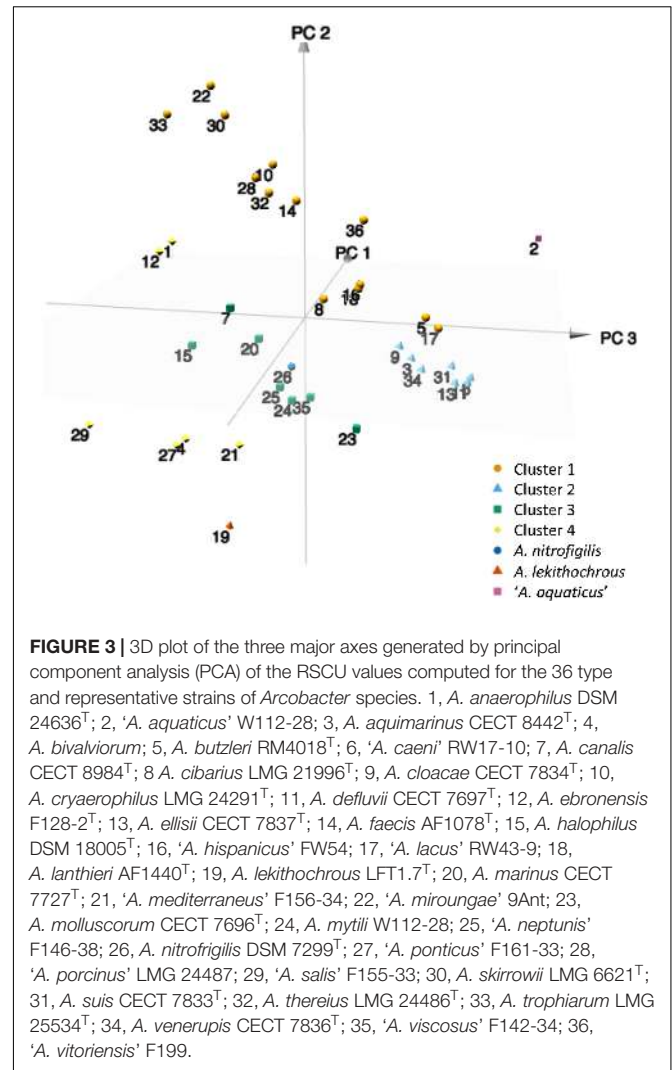 PC 2
22
33
30
10
28
32
14
36
PC 1
2
1
12
8
18
5
17
PC 3
7
15
20
9
3
34
31
13
11
26
25
24
35
23
29
27
4
21
19
Cluster 1
Cluster 2
Cluster 3
Cluster 4
A. nitrofigilis
A. lekithochrous
'A. aquaticus'
FIGURE 3 | 3D plot of the three major axes generated by principal
component analysis (PCA) of the RSCU values computed for the 36 type
and representative strains of Arcobacter species. 1, A. anaerophilus DSM
24636T; 2, 'A. aquaticus' W112-28; 3, A. aquimarinus CECT 8442T; 4,
A. bivalviorum; 5, A. butzleri RM4018T; 6, 'A. caeni' RW17-10; 7, A. canalis
CECT 8984T; 8 A. cibarius LMG 21996T; 9, A. cloacae CECT 7834T; 10,
A. cryaerophilus LMG 24291T; 11, A. defluvii CECT 7697T; 12, A. ebronensis
F128-2T; 13, A. ellisii CECT 7837T; 14, A. faecis AF1078T; 15, A. halophilus
DSM 18005T; 16, 'A. hispanicus' FW54; 17, 'A. lacus' RW43-9; 18,
A. lanthieri AF1440T; 19, A. lekithochrous LFT1.7T; 20, A. marinus CECT
7727T; 21, 'A. mediterraneus' F156-34; 22, 'A. miroungae' 9Ant; 23,
A. molluscorum CECT 7696T; 24, A. mytili W112-28; 25, 'A. neptunis'
F146-38; 26, A. nitrofrigilis DSM 7299T; 27, 'A. ponticus' F161-33; 28,
'A. porcinus' LMG 24487; 29, 'A. salis' F155-33; 30, A. skirrowii LMG 6621T;
31, A. suis CECT 7833T; 32, A. thereius LMG 24486T; 33, A. trophiarum LMG
25534T; 34, A. venerupis CECT 7836T; 35, 'A. viscosus' F142-34; 36,
'A. vitoriensis' F199.